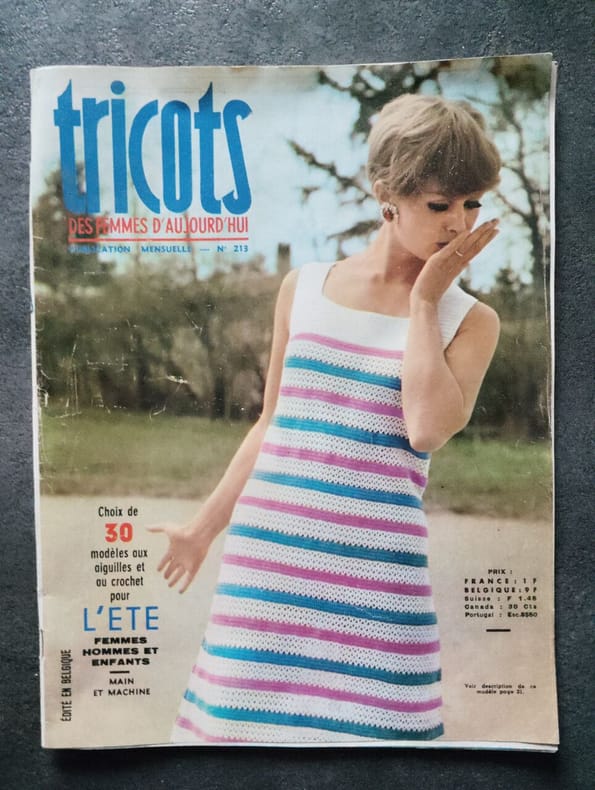 tricots
DES FEMMES D'AUJOURD'HUI
PUBLICATION MENSUELLE — N° 213
Choix de
30
modèles aux
aiguilles et
au crochet
pour
L'ETE
FEMMES
HOMMES ET
ENFANTS
MAIN
ET MACHINE
ÉDITÉ EN BELGIQUE
PRIX :
FRANCE : 1 F
BELGIQUE : 9 F
Suisse : F 1.45
Canada : 30 Cts
Portugal : Esc.8$50
Voir description de ce
modèle page 21.